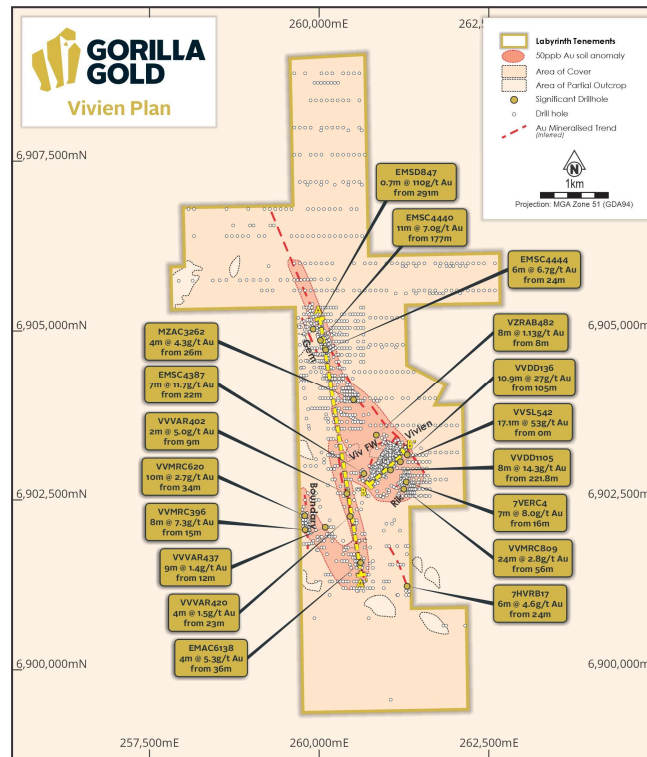 260,000mE
262,5
GORILLA
GOLD
Vivien Plan
Labyrinth Tenements
50ppb Au soil anomaly
Area of Cover
Area of Partial Outcrop
Significant Drillhole
Drill hole
Au Mineralised Trend
(Inferred)
N
1km
Projection: MGA Zone 51 (GDA94)
6,907,500mN
EMSD847
0.7m @ 110g/t Au
from 291m
EMSC4440
11m @ 7.0g/t Au
from 177m
EMSC4444
6m @ 6.7g/t Au
from 24m
6,905,000mN
6,905,000mN
MZAC3262
4m @ 4.3g/t Au
from 26m
VZRAB482
8m @ 1.13g/t Au
from 8m
Gem
EMSC4387
7m @ 11.7g/t Au
from 22m
VVDD136
10.9m @ 27g/t Au
from 105m
VVVAR402
2m @ 5.0g/t Au
from 9m
VVSL542
17.1m @ 53g/t Au
from 0m
Vivien
Viv FW
Rik
Boundary
VVMRC620
10m @ 2.7g/t Au
from 34m
VVDD1105
8m @ 14.3g/t Au
from 221.8m
6,902,500mN
6,902,500mN
VVMRC396
8m @ 7.3g/t Au
from 15m
7VERC4
7m @ 8.0g/t Au
from 16m
VVVAR437
9m @ 1.4g/t Au
from 12m
VVMRC809
24m @ 2.8g/t Au
from 56m
VVVAR420
4m @ 1.5g/t Au
from 23m
7HVRB17
6m @ 4.6g/t Au
from 24m
EMAC6138
4m @ 5.3g/t Au
from 36m
6,900,000mN
6,900,000mN
257,500mE
260,000mE
262,500mE